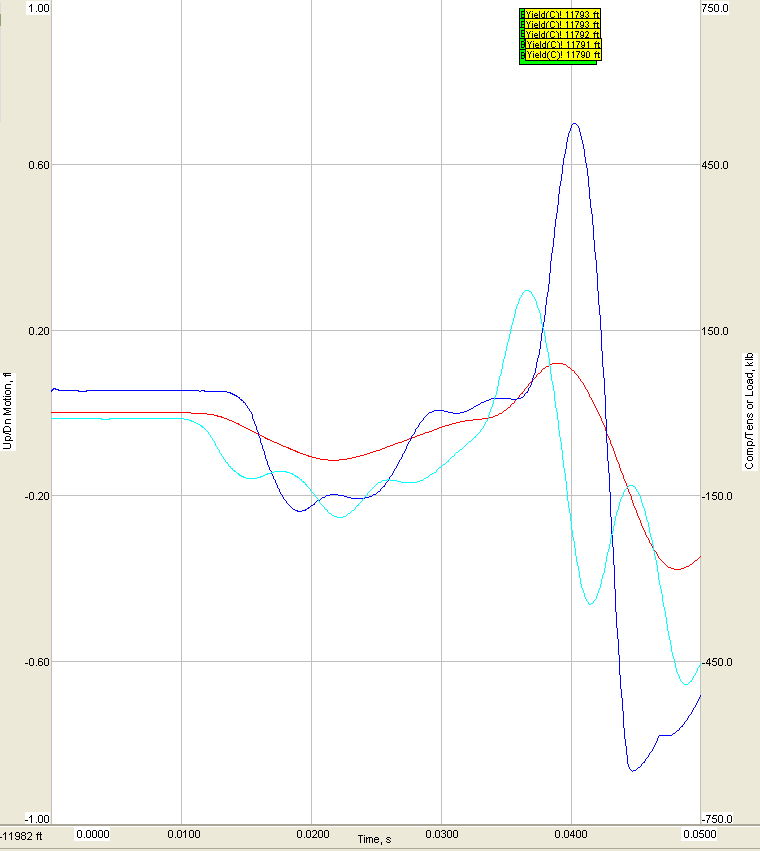 1.00
750.0
Yield(C)! 11793 ft
Yield(C)! 11793 ft
Yield(C)! 11792 ft
Yield(C)! 11791 ft
Yield(C)! 11790 ft
0.60
450.0
0.20
150.0
Up/Dn Motion, ft
Comp/Tens or Load, klb
-0.20
-150.0
-0.60
-450.0
-1.00
-750.0
-11982 ft
0.0000
0.0100
0.0200
0.0300
0.0400
0.0500
Time, s